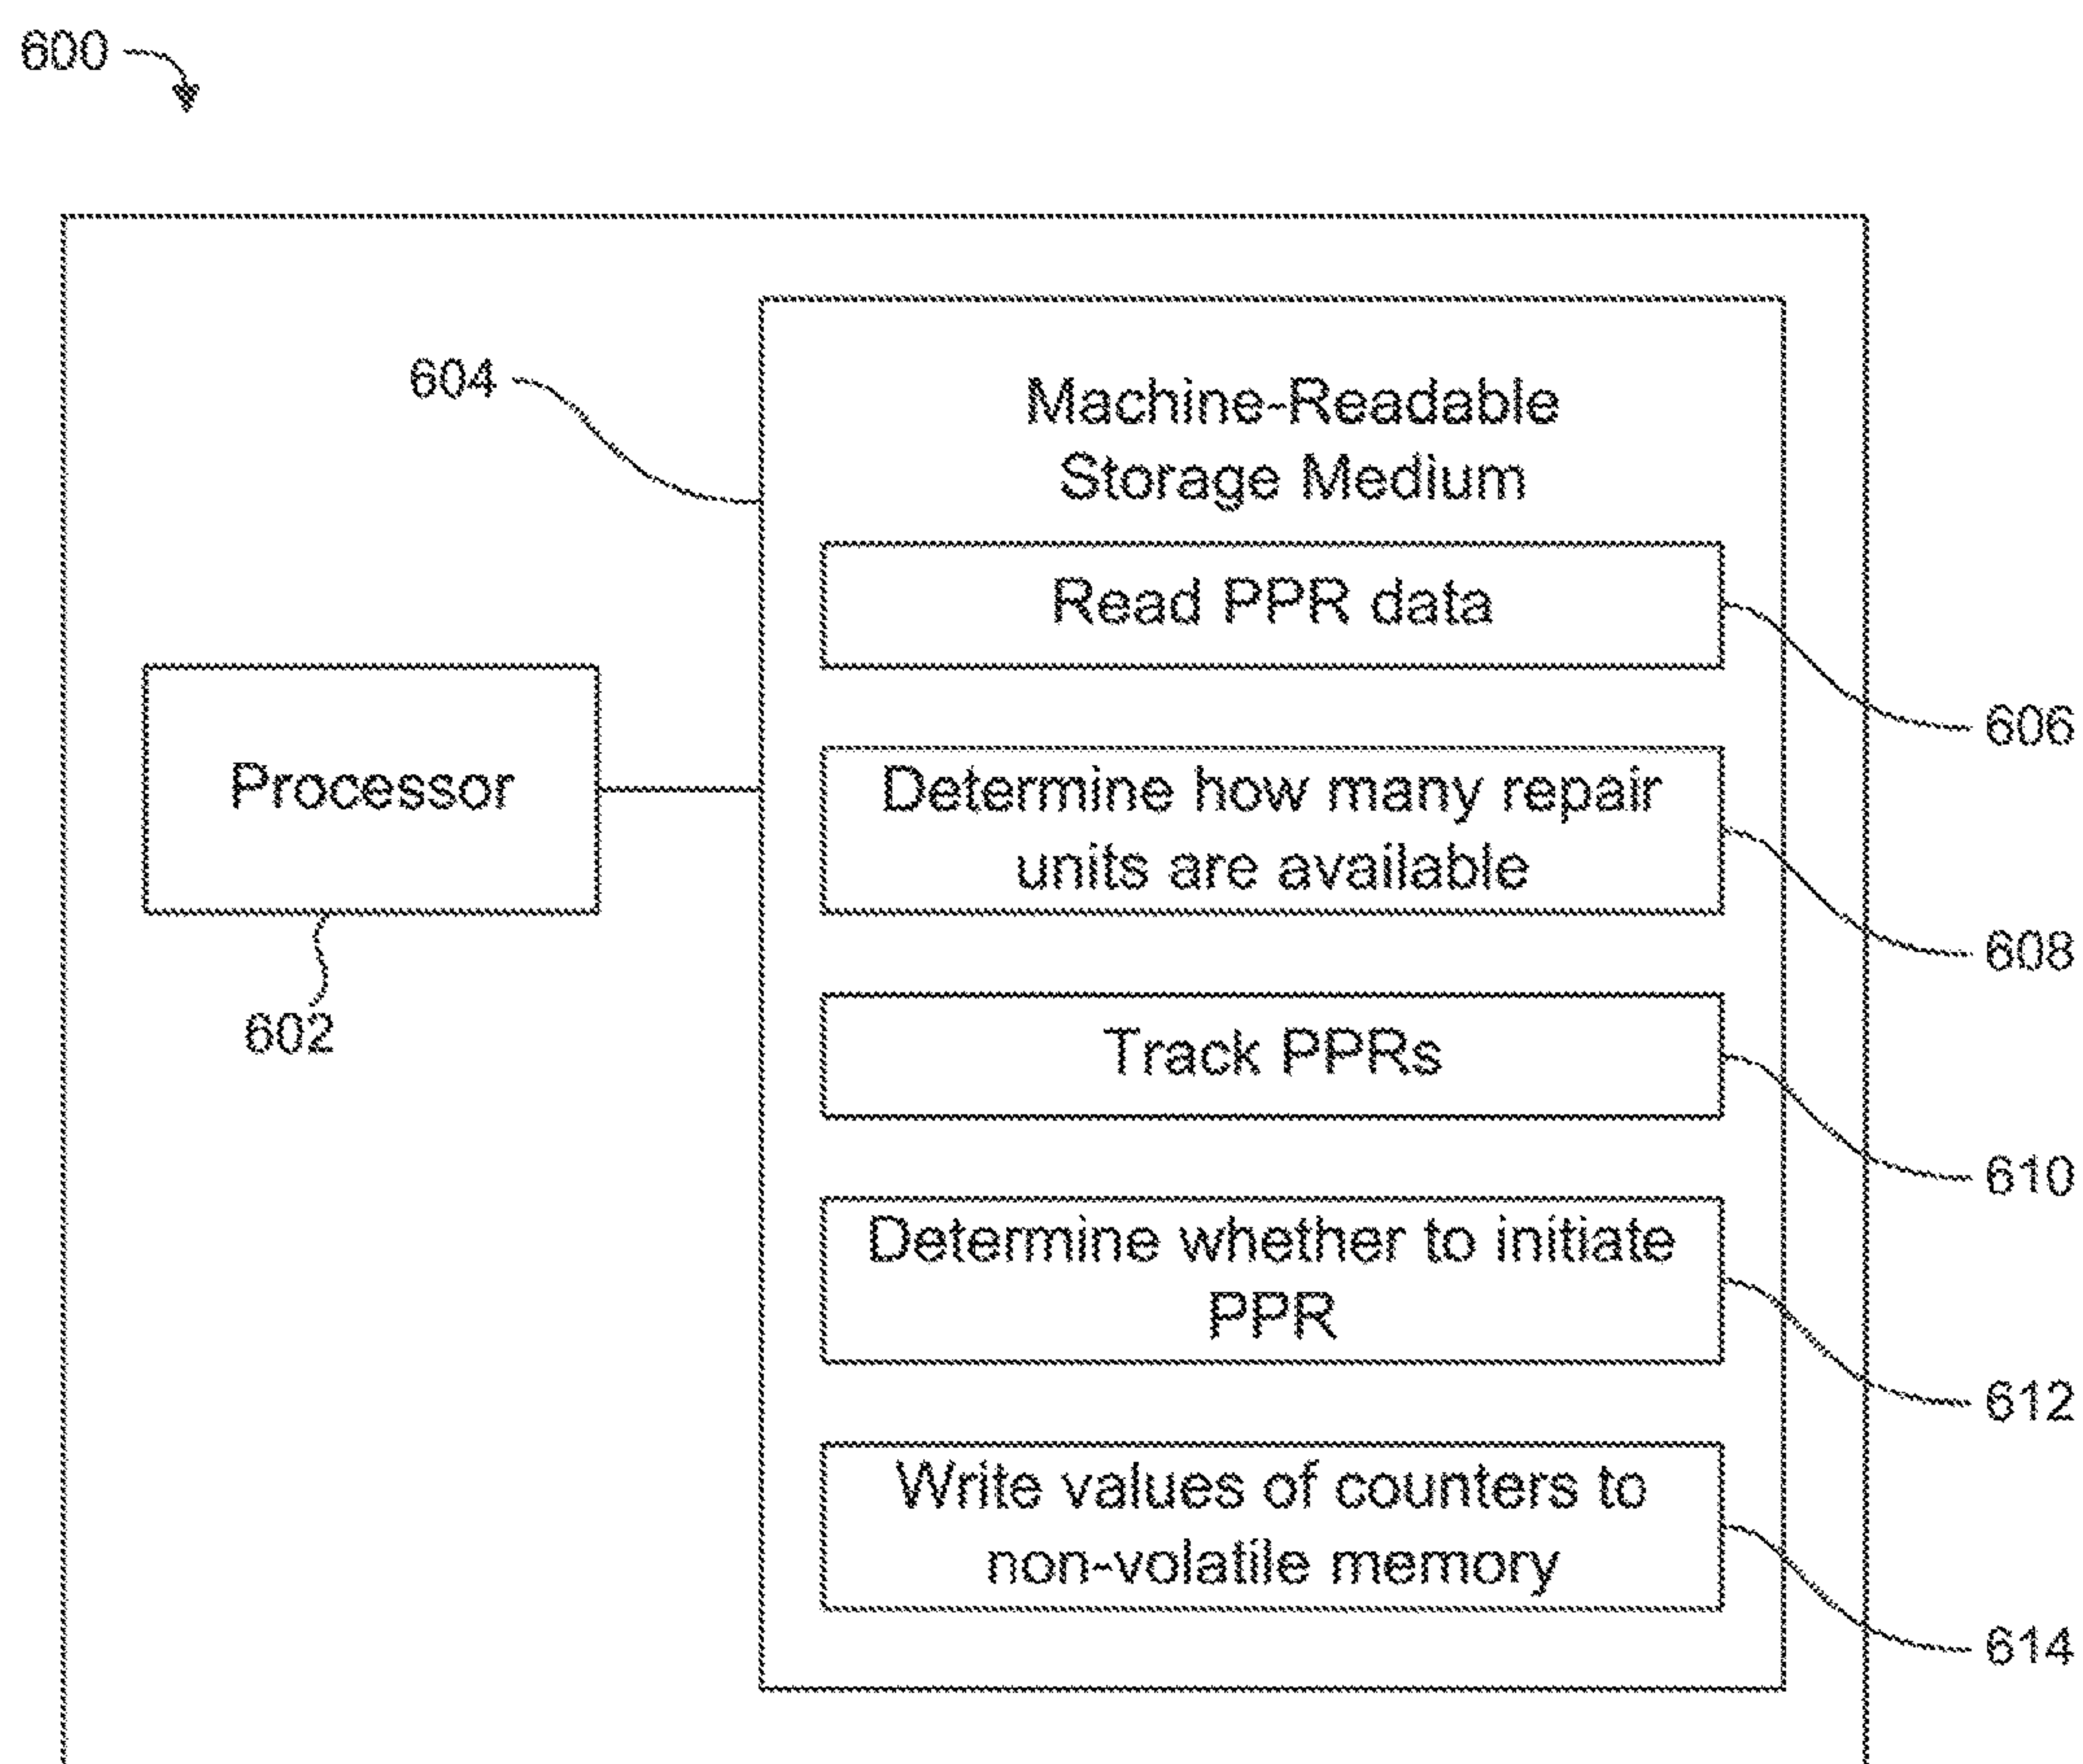 600
604
Machine-Readable
Storage Medium
Read PPR data
606
Processor
Determine how many repair
units are available
608
602
Track PPRs
610
Determine whether to initiate
PPR
612
Write values of counters to
non-volatile memory
614